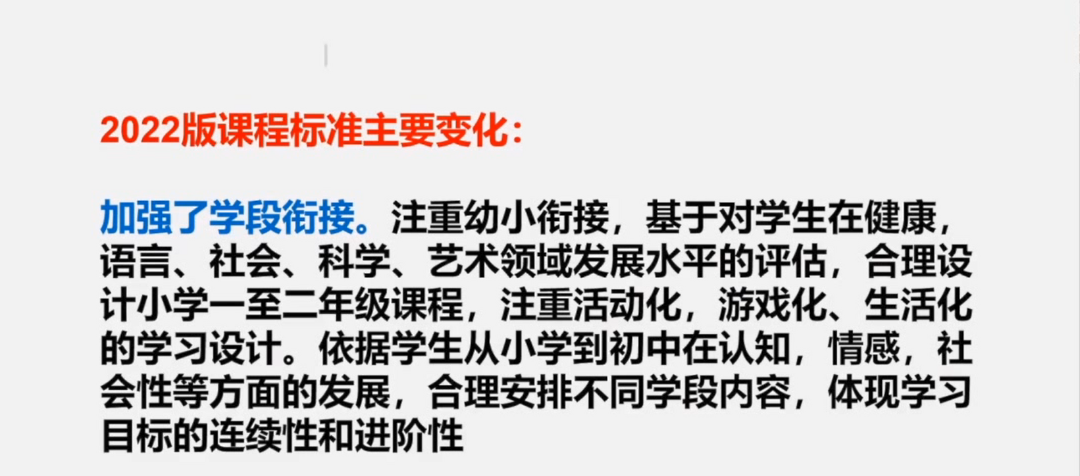 2022版课程标准主要变化：
加强了学段衔接。注重幼小衔接，基于对学生在健康，
语言、社会、科学、艺术领域发展水平的评估，合理设
计小学一至二年级课程，注重活动化，游戏化、生活化
的学习设计。依据学生从小学到初中在认知，情感，社
会性等方面的发展，合理安排不同学段内容，体现学习
目标的连续性和进阶性